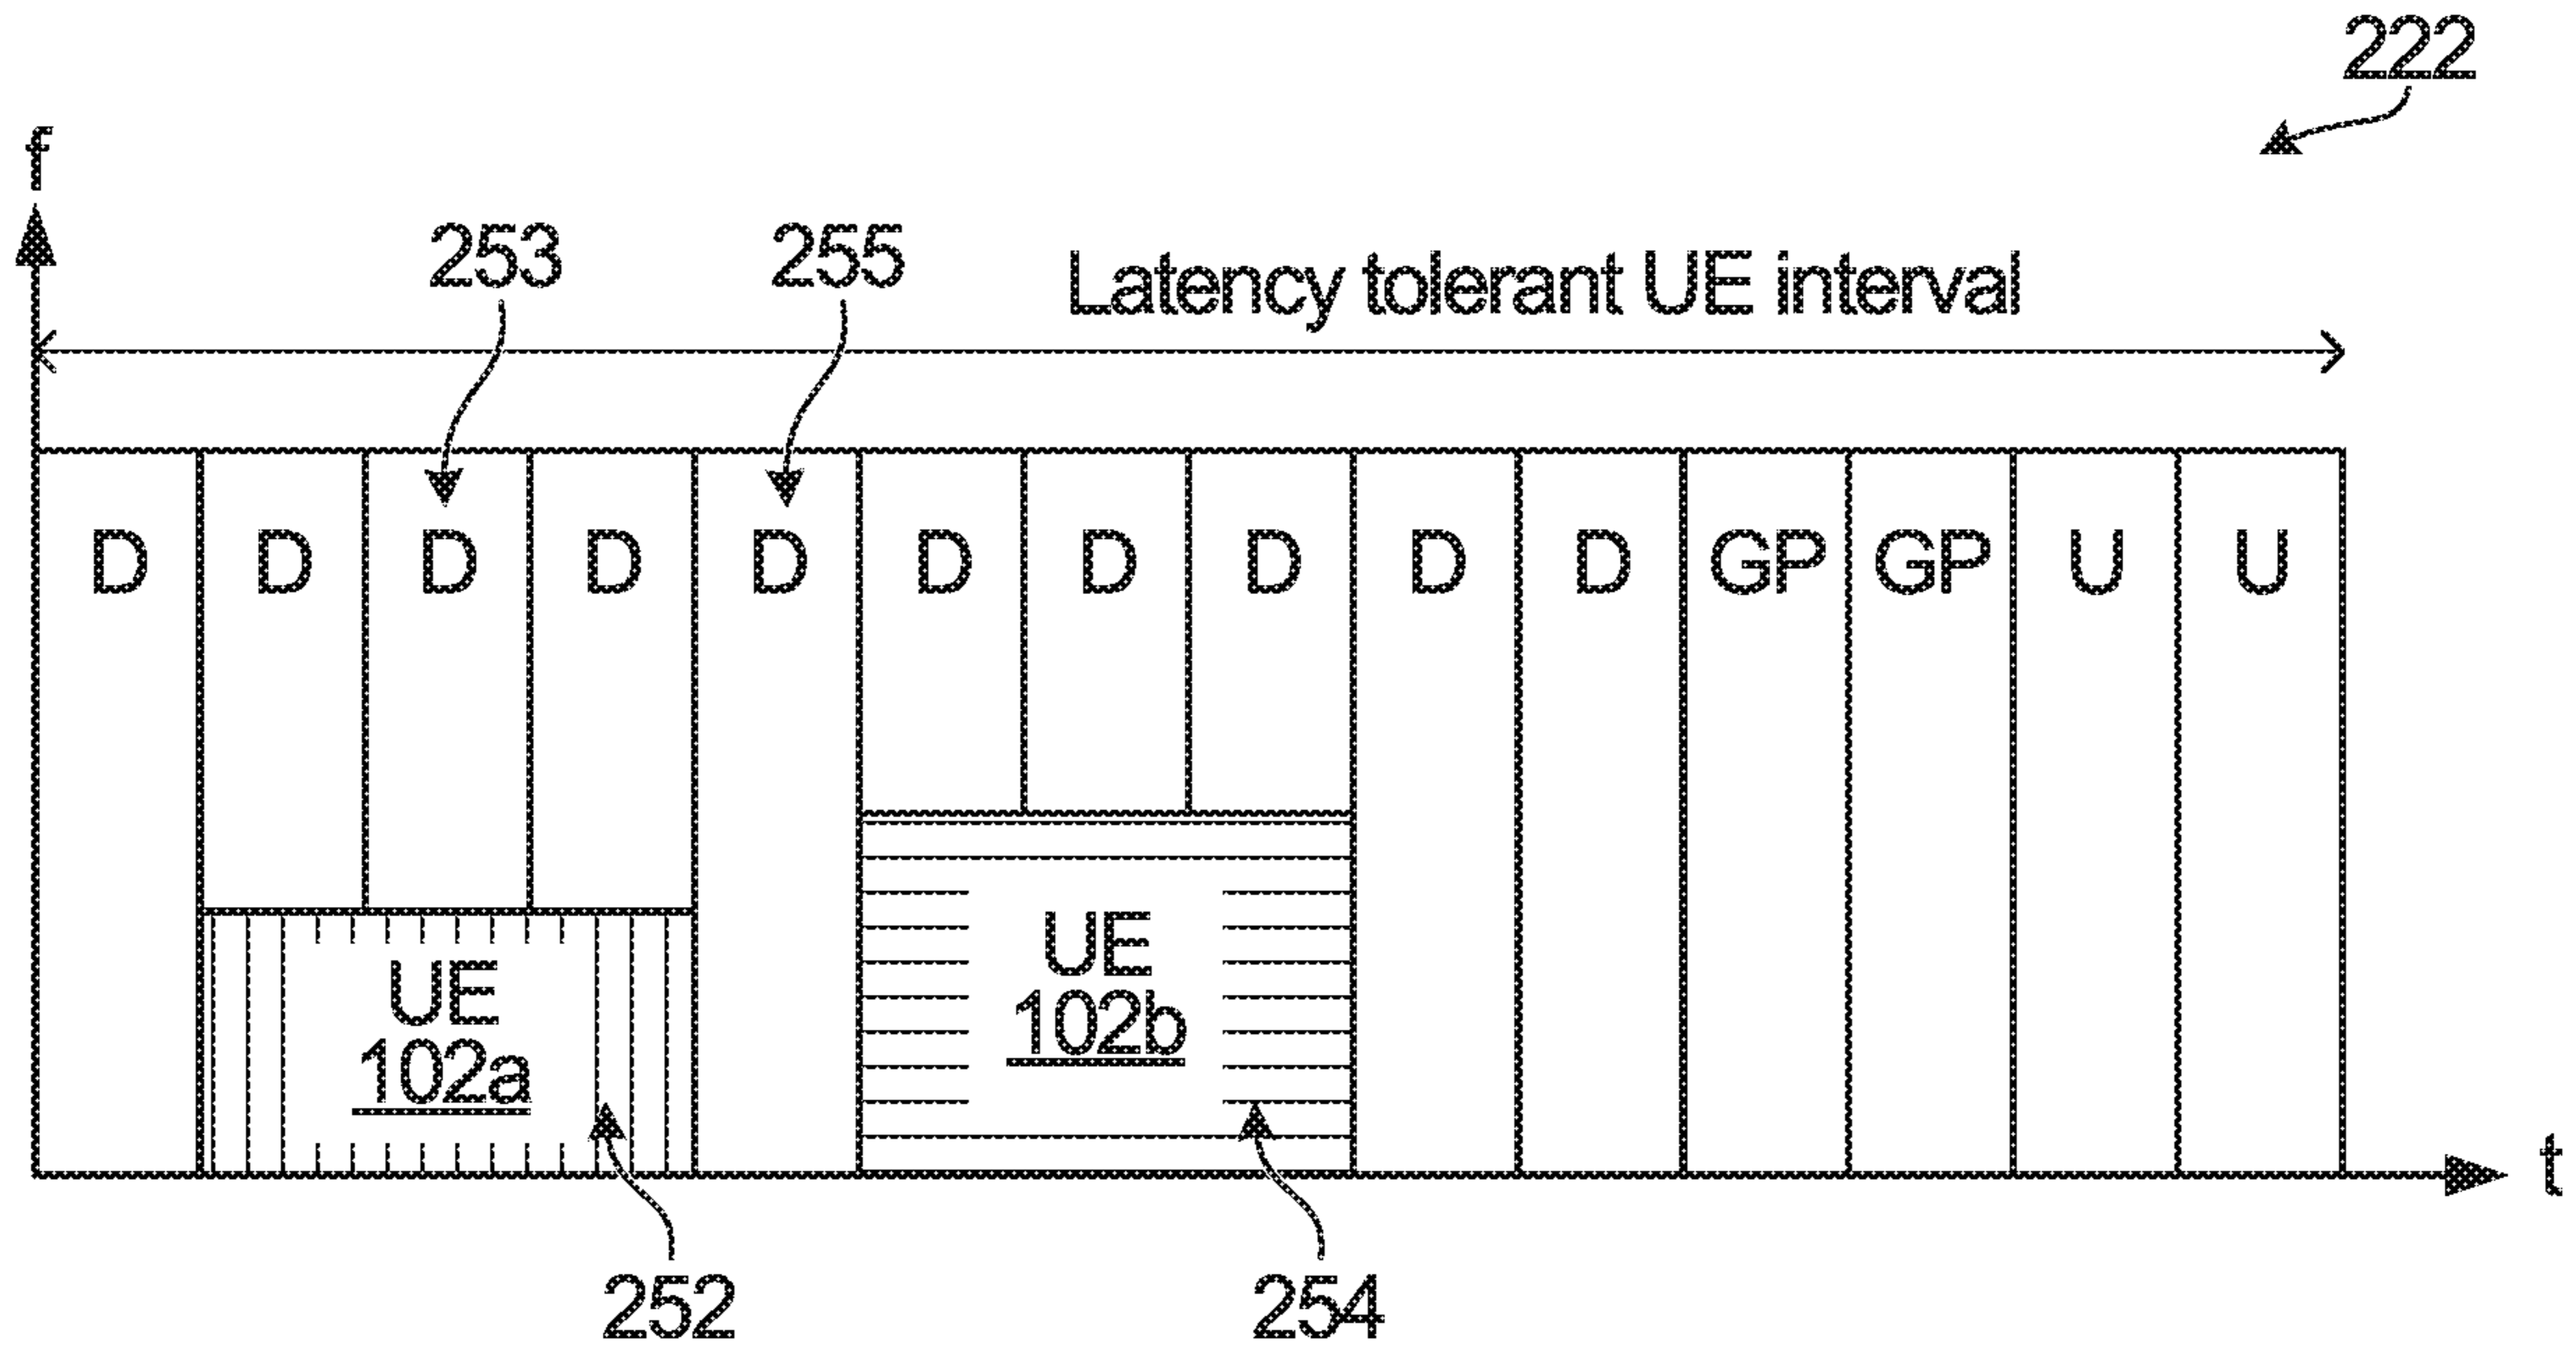 222
f
253 255
Latency tolerant UE interval
D D D D D D D D D D GP GP U U
UE
102a
UE
102b
t
252 254